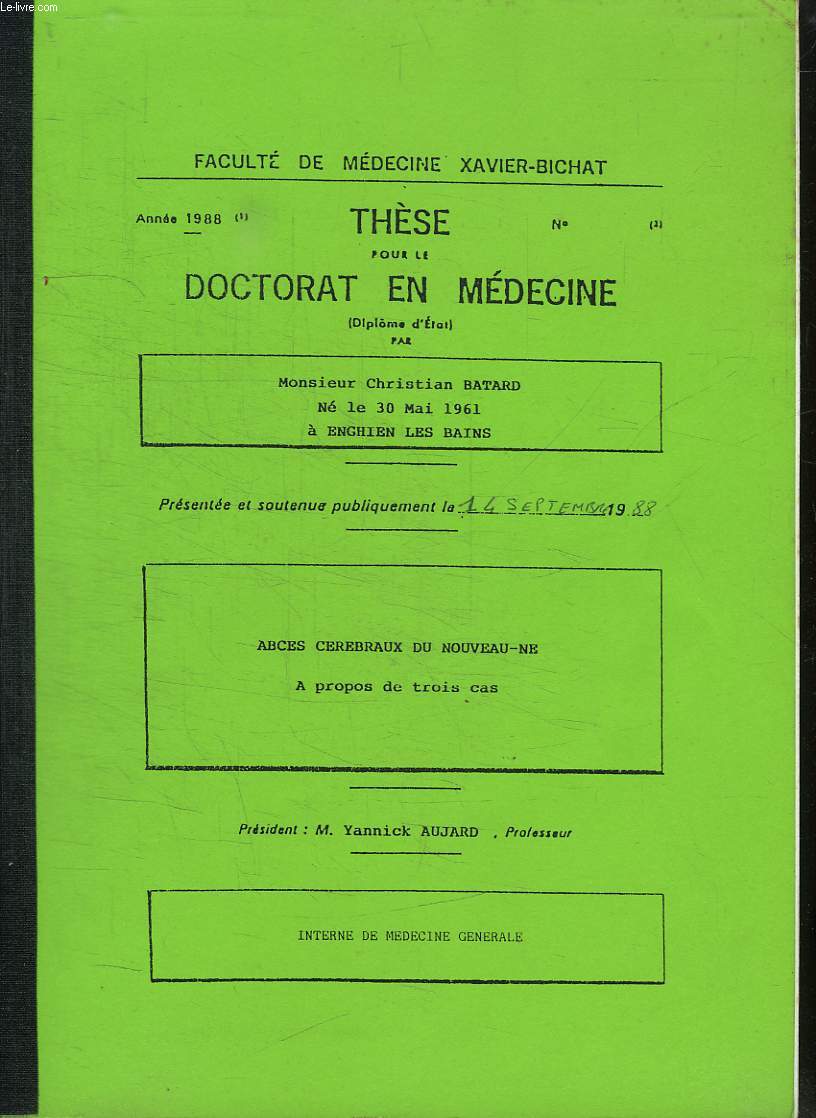 Le-livre.com
FACULTÉ DE MÉDECINE XAVIER-BICHAT
Année 1988 (1) THÈSE N° (2)
POUR LE
DOCTORAT EN MÉDECINE
(Diplôme d'État)
PAR
Monsieur Christian BATARD
Né le 30 Mai 1961
à ENGHIEN LES BAINS
Présentée et soutenue publiquement le 14 SEPTEMBRE 1988
ABCES CEREBRAUX DU NOUVEAU-NE
A propos de trois cas
Président : M. Yannick AUJARD , Professeur
INTERNE DE MEDECINE GENERALE